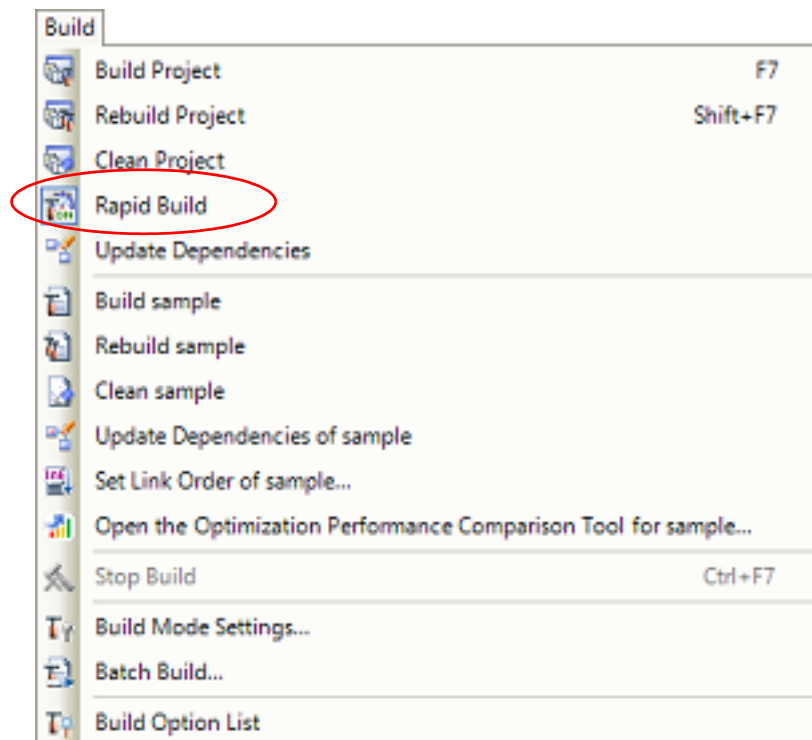 Build
Build Project F7
Rebuild Project Shift+F7
Clean Project
Rapid Build
Update Dependencies
Build sample
Rebuild sample
Clean sample
Update Dependencies of sample
Set Link Order of sample...
Open the Optimization Performance Comparison Tool for sample...
Stop Build Ctrl+F7
Build Mode Settings...
Batch Build...
Build Option List